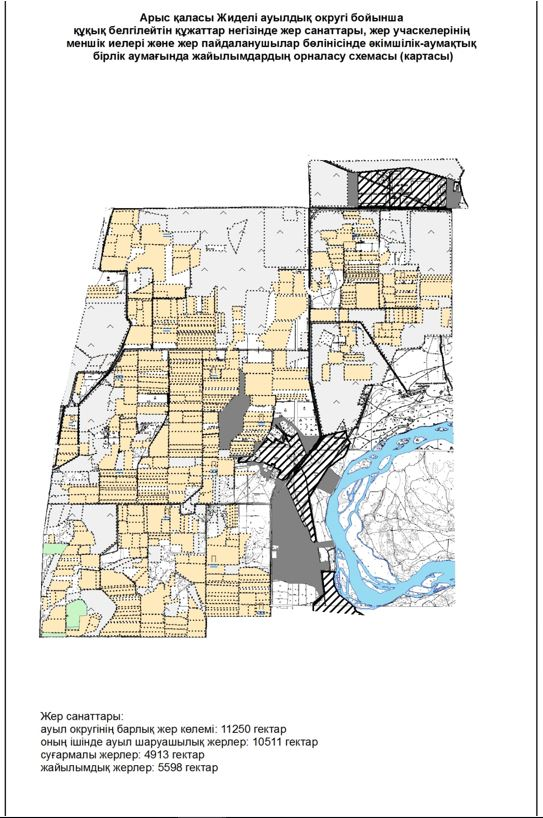 Арыс қаласы Жиделі ауылдық округі бойынша
құқық белгілейтін құжаттар негізінде жер санаттары, жер учаскелерінің
меншік иелері және жер пайдаланушылар бөлінісінде әкімшілік-аумақтық
бірлік аумағында жайылымдардың орналасу схемасы (картасы)
Жер санаттары:
ауыл округінің барлық жер көлемі: 11250 гектар
оның ішінде ауыл шаруашылық жерлер: 10511 гектар
суғармалы жерлер: 4913 гектар
жайылымдық жерлер: 5598 гектар